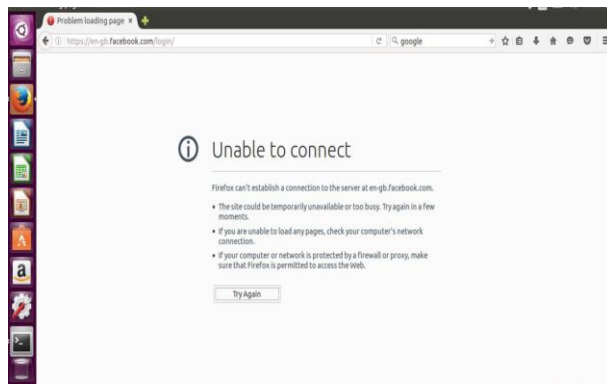 Problem loading page ×
https://en-gb.facebook.com/login/
google
Unable to connect
Firefox can't establish a connection to the server at en-gb.facebook.com.
• The site could be temporarily unavailable or too busy. Try again in a few
moments.
• If you are unable to load any pages, check your computer's network
connection.
• If your computer or network is protected by a firewall or proxy, make
sure that Firefox is permitted to access the Web.
Try Again